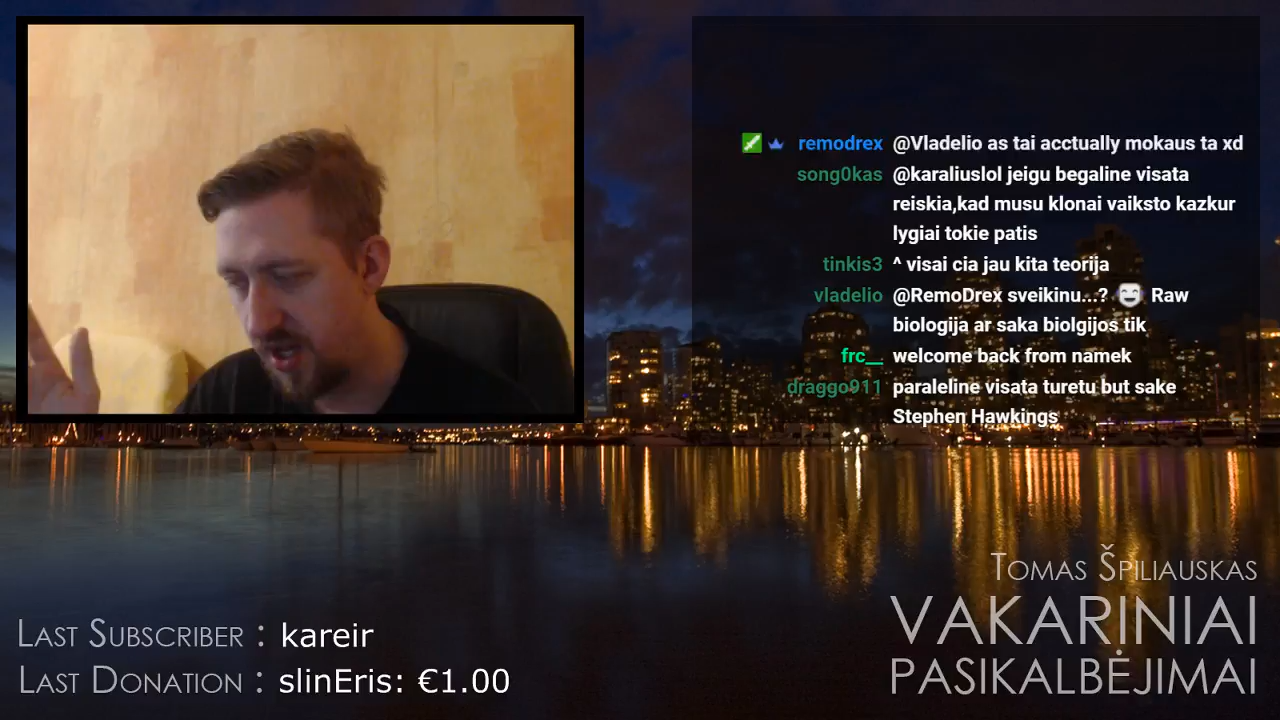 remodrex @Vladelio as tai acctually mokaus ta xd
song0kas @karaliuslol jeigu begaline visata
reiskia,kad musu klonai vaiksto kazkur
lygiai tokie patis
tinkis3 ^ visai cia jau kita teorija
vladelio @RemoDrex sveikinu...? Raw
biologija ar saka biolgijos tik
frc__ welcome back from namek
draggo911 paraleline visata turetu but sake
Stephen Hawkings
Tomas Špiliauskas
VAKARINIAI
PASIKALBĖJIMAI
Last Subscriber : kareir
Last Donation : slinEris: €1.00